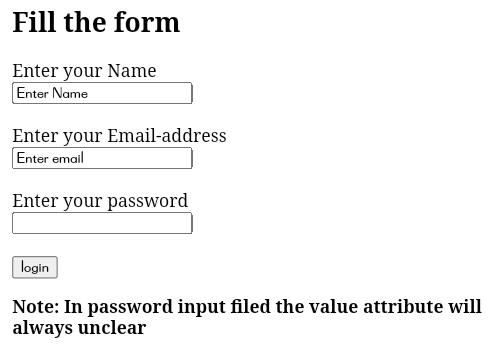 Fill the form
Enter your Name
Enter Name
Enter your Email-address
Enter email
Enter your password
login
Note: In password input filed the value attribute will
always unclear